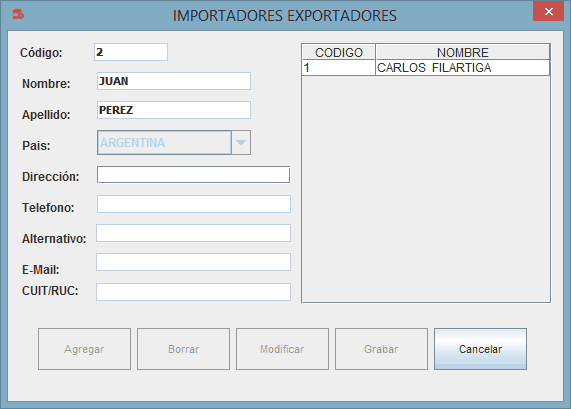 IMPORTADORES EXPORTADORES
Código: 2
Nombre: JUAN
Apellido: PEREZ
Pais: ARGENTINA
Dirección:
Telefono:
Alternativo:
E-Mail:
CUIT/RUC:
CODIGO NOMBRE
1 CARLOS FILARTIGA
Agregar Borrar Modificar Grabar Cancelar